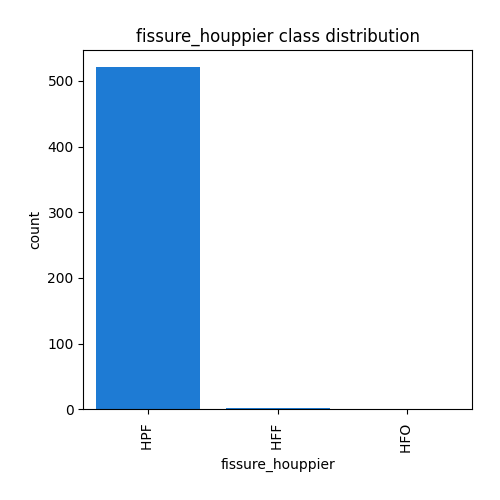 fissure_houppier class distribution
500
400
300
200
100
0
count
HPF
HFF
HFO
fissure_houppier